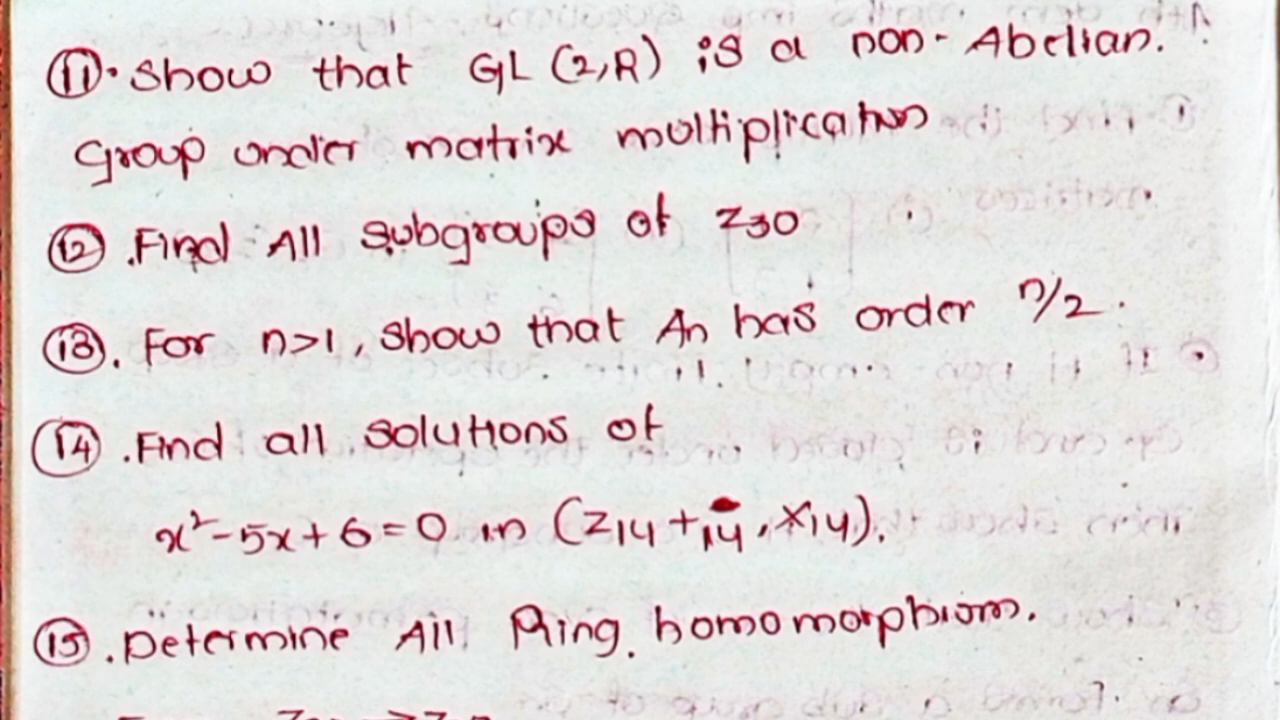 ⑪. Show that GL (2,R) is a non-Abelian.
Group under matrix multiplication
⑫. Find All Subgroups of Z30
⑬. For n>1, show that An has order n/2.
⑭. Find all solutions of
x²-5x+6=0 in (Z14 +14, ×14).
⑮. Determine All Ring homomorphism.